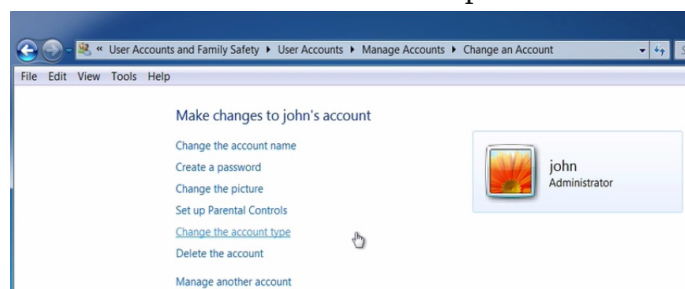 « User Accounts and Family Safety ▸ User Accounts ▸ Manage Accounts ▸ Change an Account
File Edit View Tools Help
Make changes to john's account
Change the account name
Create a password
Change the picture
Set up Parental Controls
Change the account type
Delete the account
Manage another account
john
Administrator